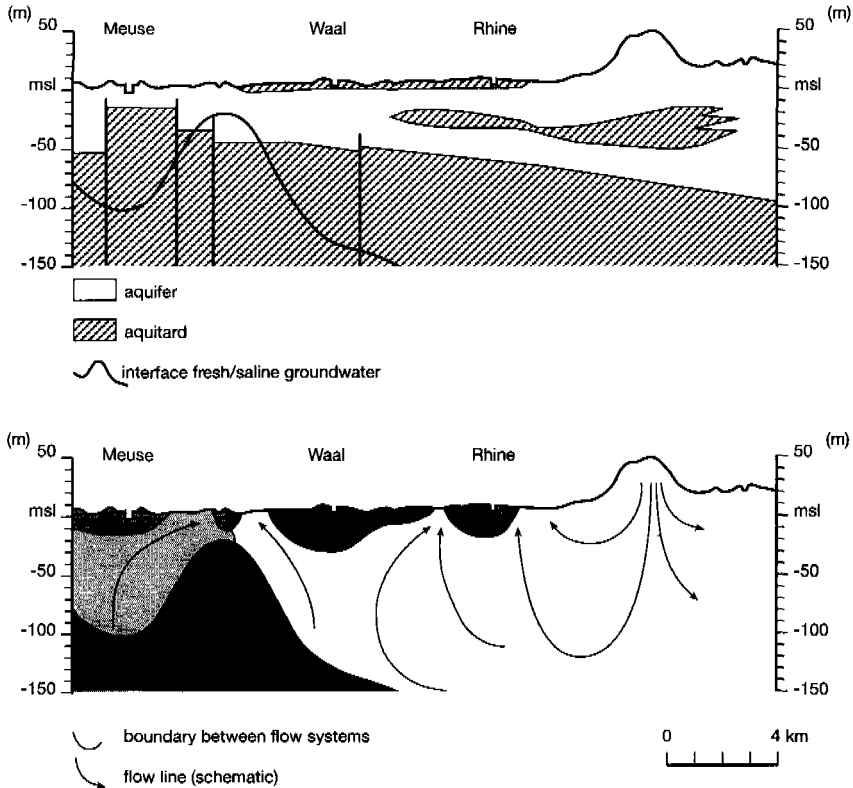 (m) (m)
Meuse Waal Rhine
50 50
msl msl
-50 -50
-100 -100
-150 -150
aquifer
aquitard
interface fresh/saline groundwater
(m) (m)
Meuse Waal Rhine
50 50
msl msl
-50 -50
-100 -100
-150 -150
boundary between flow systems
flow line (schematic)
0 4 km